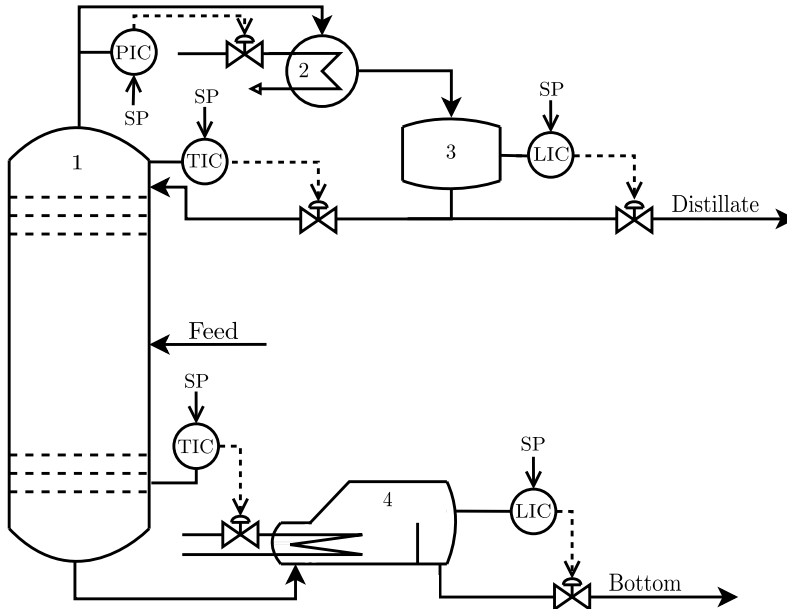 PIC
SP
2
SP
TIC
1
3
SP
LIC
Distillate
Feed
SP
TIC
4
SP
LIC
Bottom